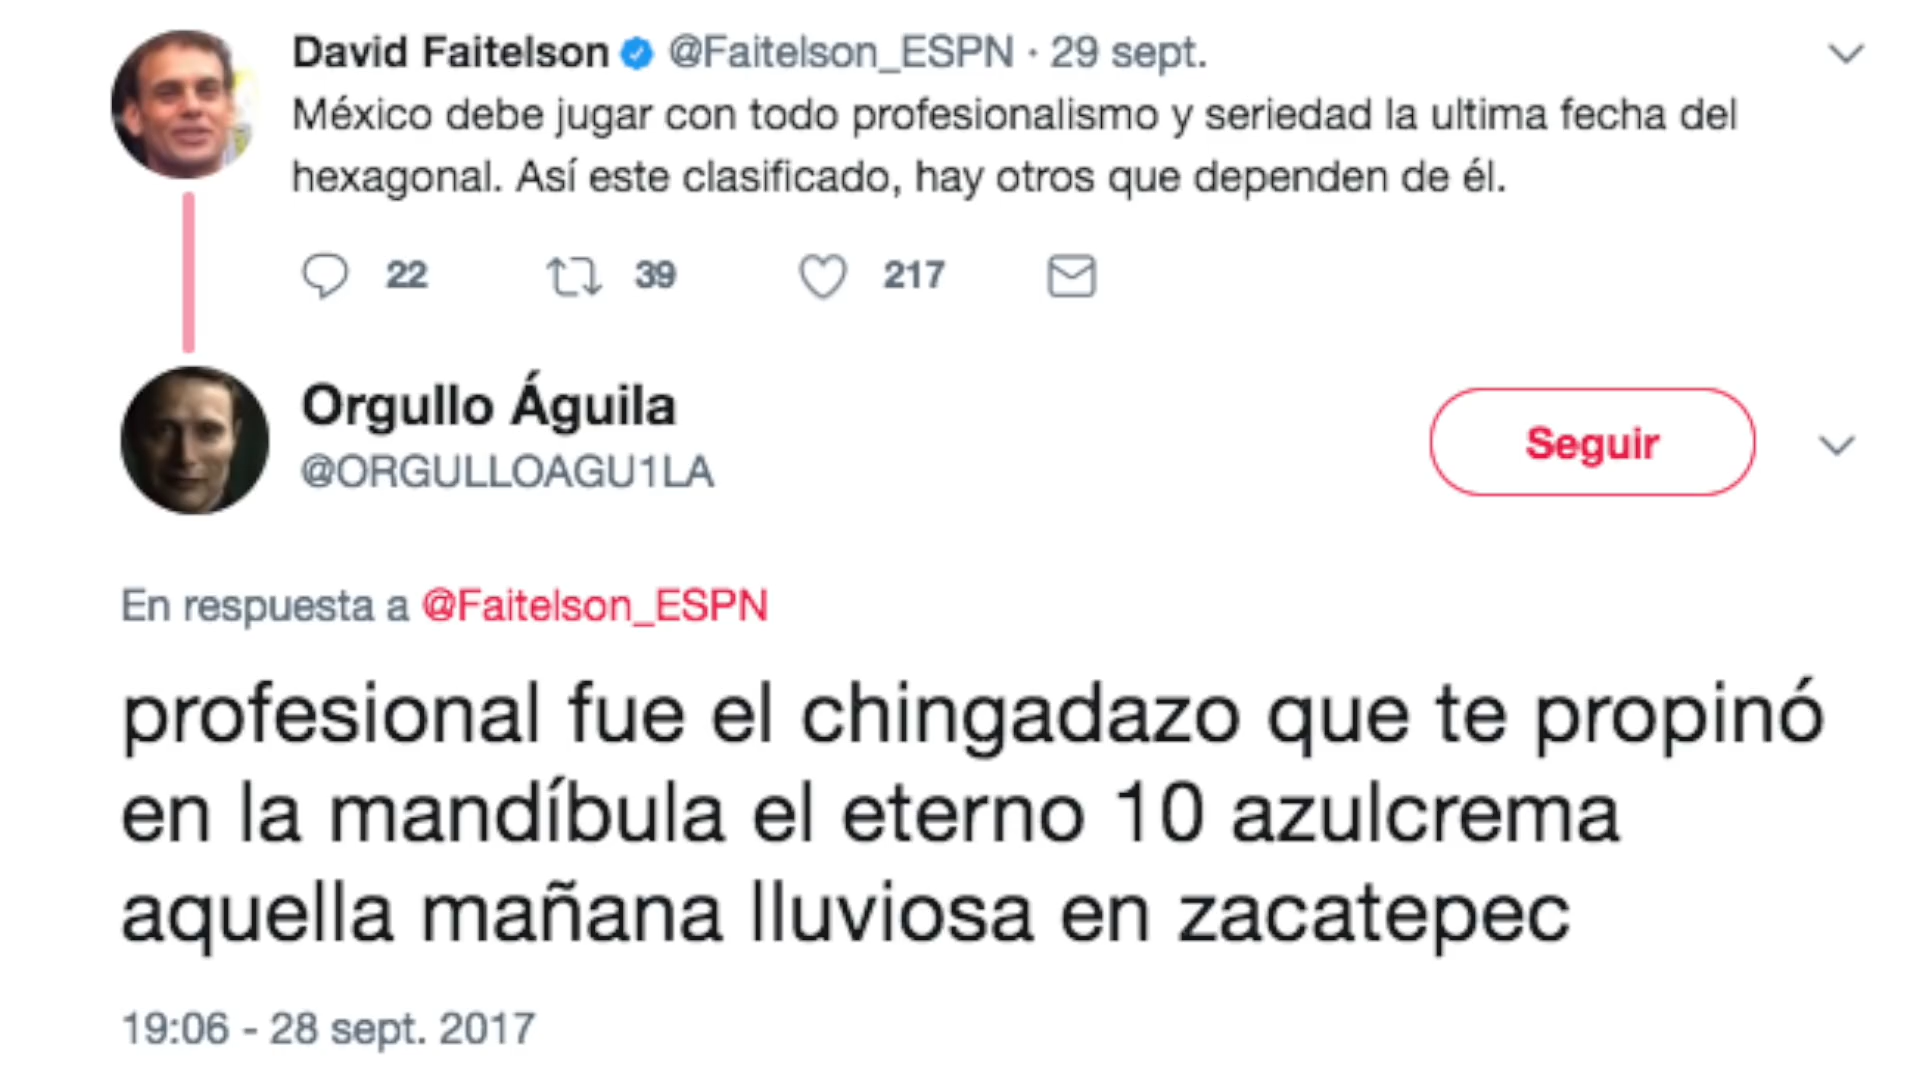 David Faitelson @Faitelson_ESPN · 29 sept.
México debe jugar con todo profesionalismo y seriedad la ultima fecha del
hexagonal. Así este clasificado, hay otros que dependen de él.
22 39 217
Orgullo Águila
@ORGULLOAGU1LA
Seguir
En respuesta a @Faitelson_ESPN
profesional fue el chingadazo que te propinó
en la mandíbula el eterno 10 azulcrema
aquella mañana lluviosa en zacatepec
19:06 - 28 sept. 2017